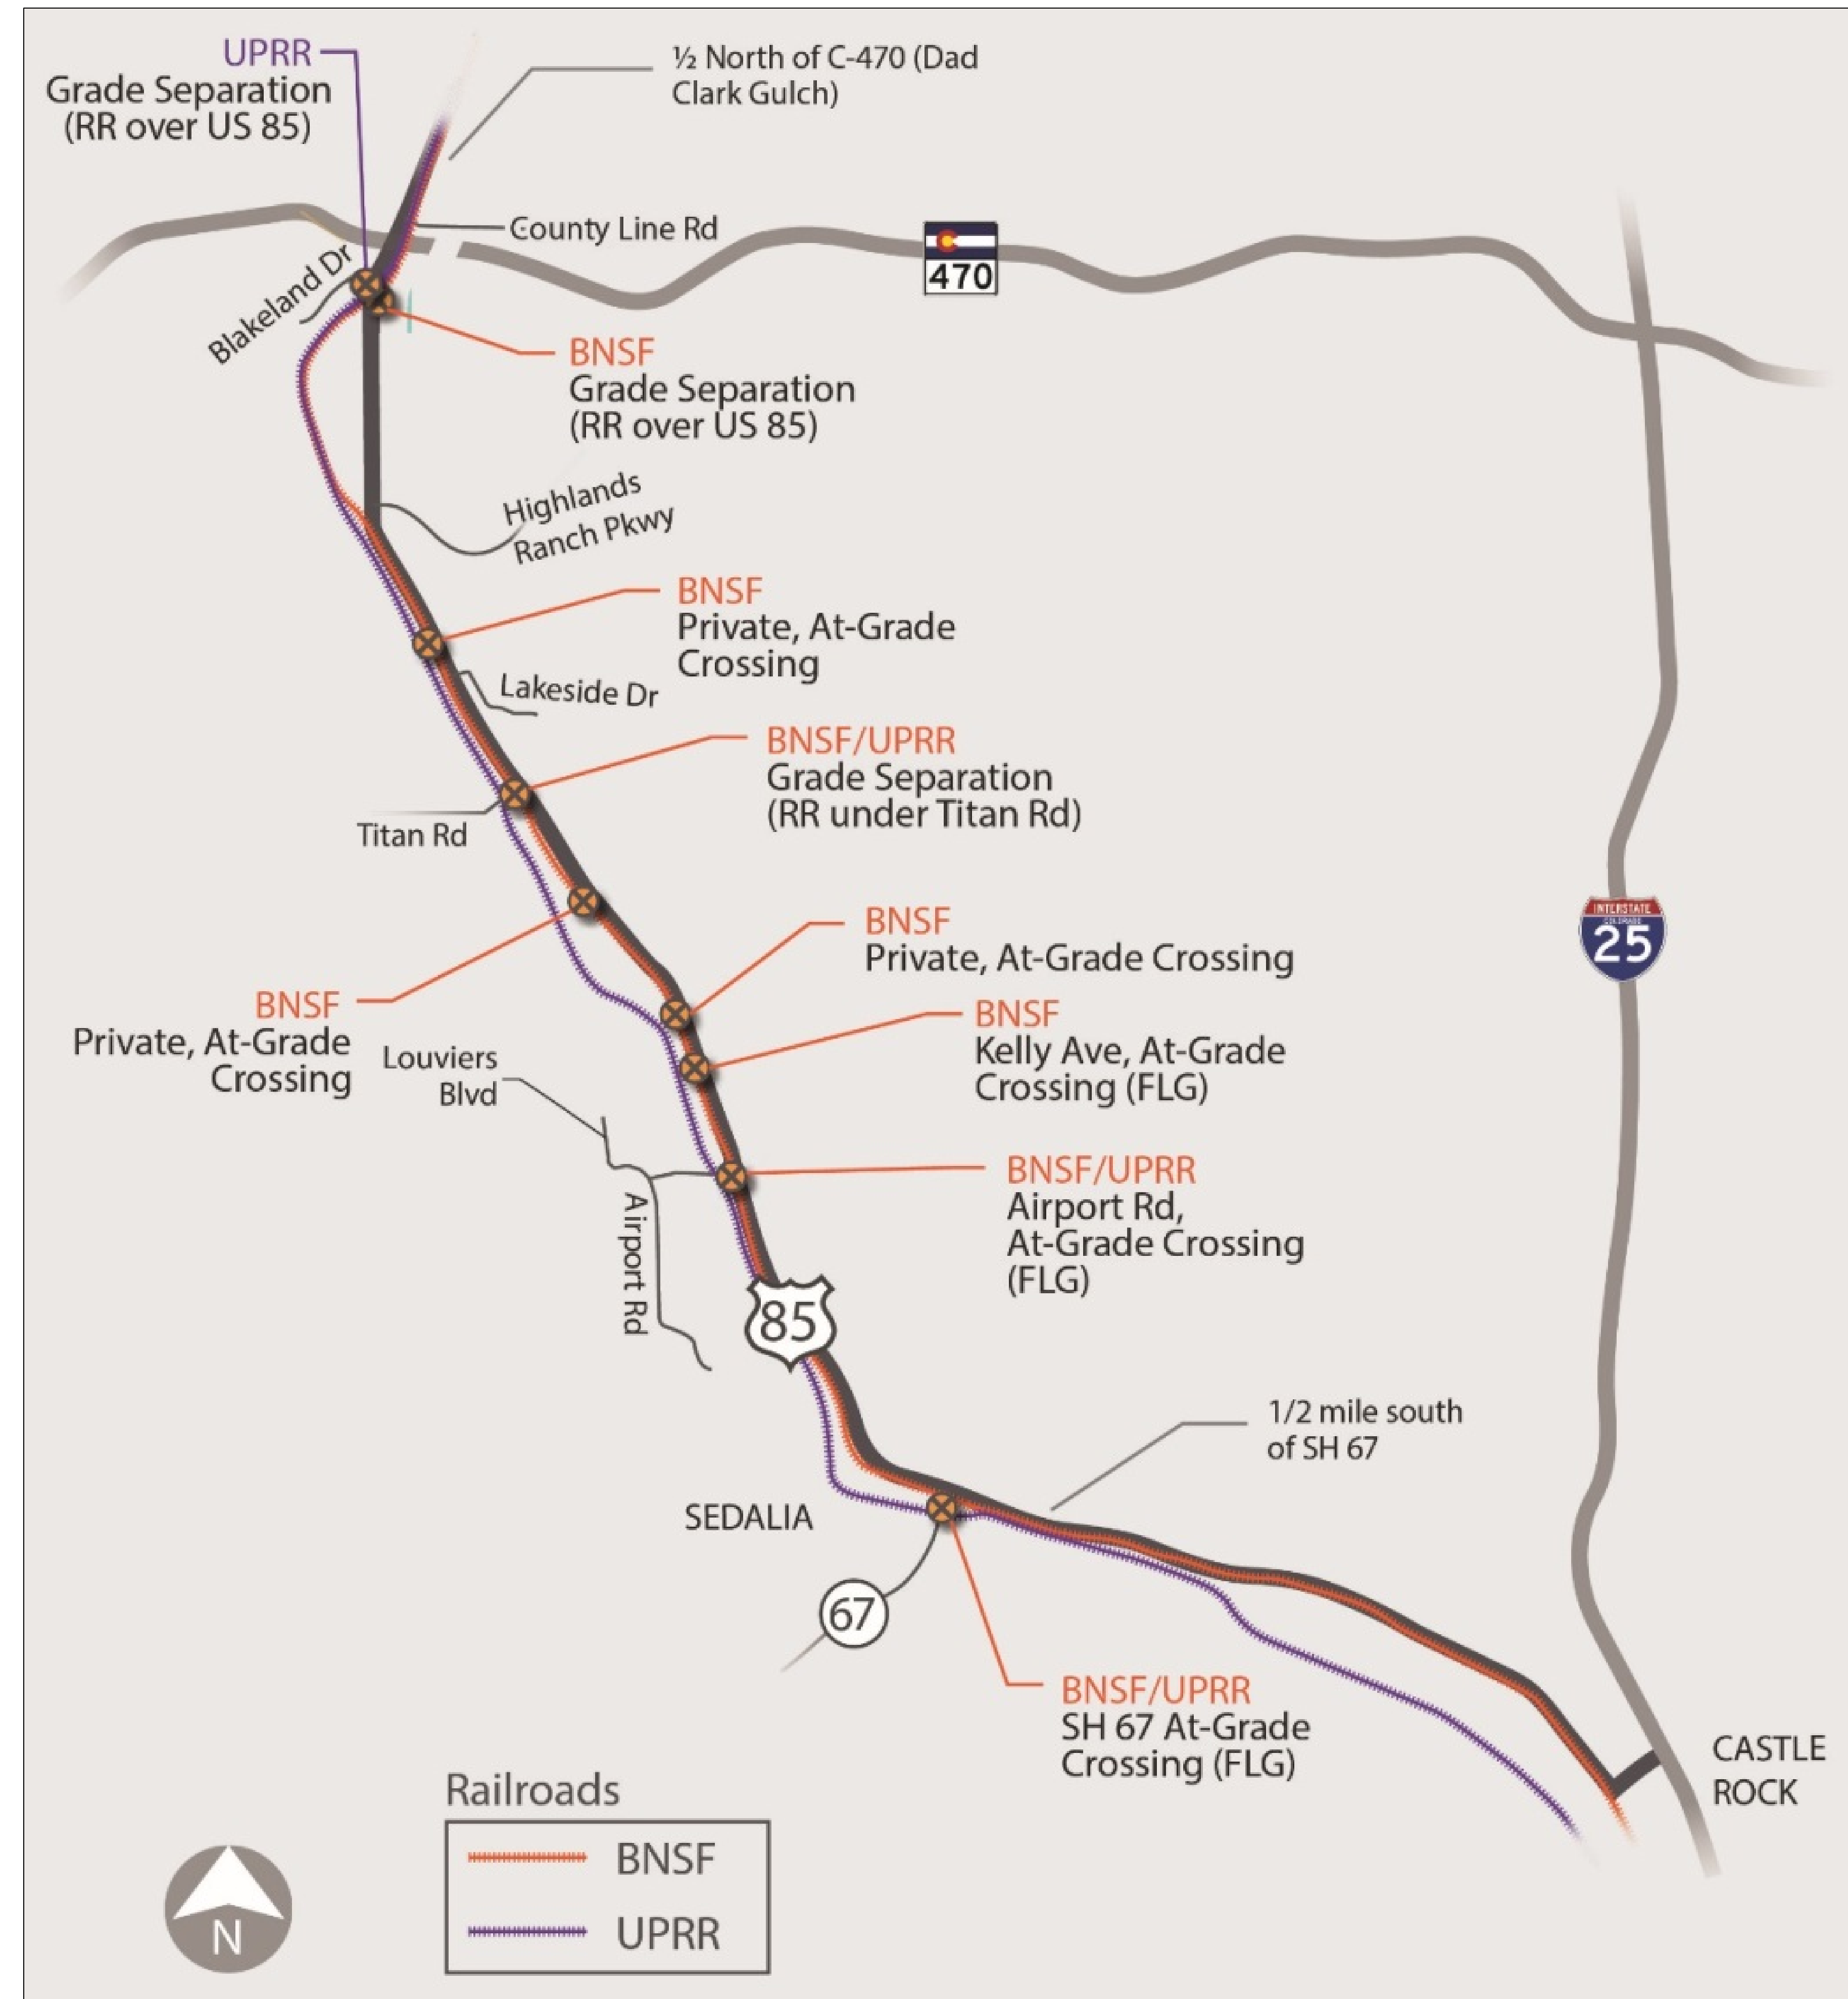 UPRR
Grade Separation
(RR over US 85)
½ North of C-470 (Dad
Clark Gulch)
County Line Rd
470
Blakeland Dr
BNSF
Grade Separation
(RR over US 85)
Highlands
Ranch Pkwy
BNSF
Private, At-Grade
Crossing
Lakeside Dr
BNSF/UPRR
Grade Separation
(RR under Titan Rd)
Titan Rd
BNSF
Private, At-Grade Crossing
INTERSTATE
COLORADO
25
BNSF
Private, At-Grade
Crossing
BNSF
Kelly Ave, At-Grade
Crossing (FLG)
Louviers
Blvd
BNSF/UPRR
Airport Rd,
At-Grade Crossing
(FLG)
Airport Rd
85
1/2 mile south
of SH 67
SEDALIA
67
BNSF/UPRR
SH 67 At-Grade
Crossing (FLG)
CASTLE
ROCK
Railroads
BNSF
UPRR
N